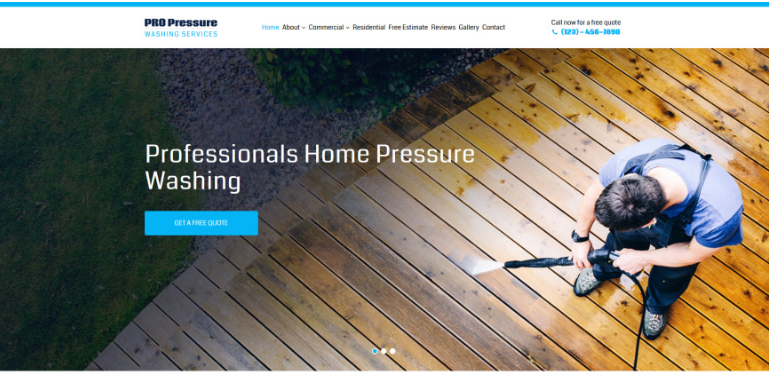 PRO Pressure
WASHING SERVICES
Home About Commercial Residential Free Estimate Reviews Gallery Contact
Call now for a free quote
(123) - 456-7890
Professionals Home Pressure
Washing
GET A FREE QUOTE